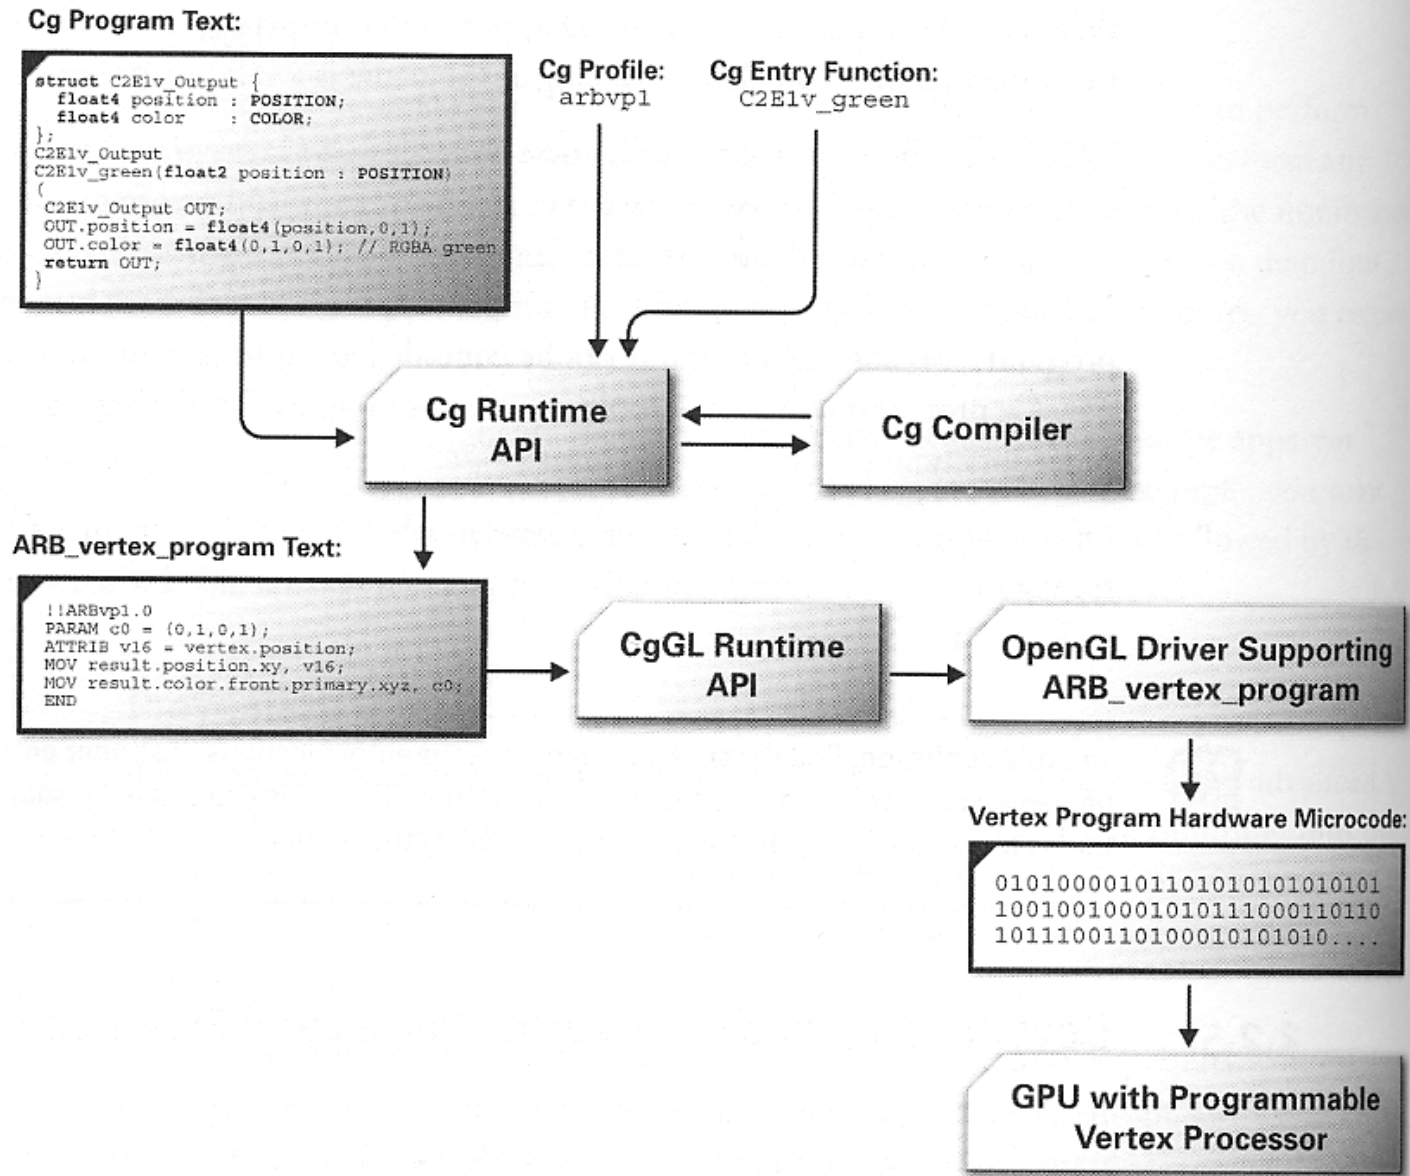 Cg Program Text:
struct C2E1v_Output {
float4 position : POSITION;
float4 color : COLOR;
};
C2E1v_Output
C2E1v_green(float2 position : POSITION)
{
C2E1v_Output OUT;
OUT.position = float4(position,0,1);
OUT.color = float4(0,1,0,1); // RGBA green
return OUT;
}
Cg Profile:
arbvp1
Cg Entry Function:
C2E1v_green
Cg Runtime
API
Cg Compiler
ARB_vertex_program Text:
!!ARBvp1.0
PARAM c0 = {0,1,0,1};
ATTRIB v16 = vertex.position;
MOV result.position.xy, v16;
MOV result.color.front.primary.xyz, c0;
END
CgGL Runtime
API
OpenGL Driver Supporting
ARB_vertex_program
Vertex Program Hardware Microcode:
0101000010110101010101010101
10010010001010111000110110
1011100110100010101010....
GPU with Programmable
Vertex Processor